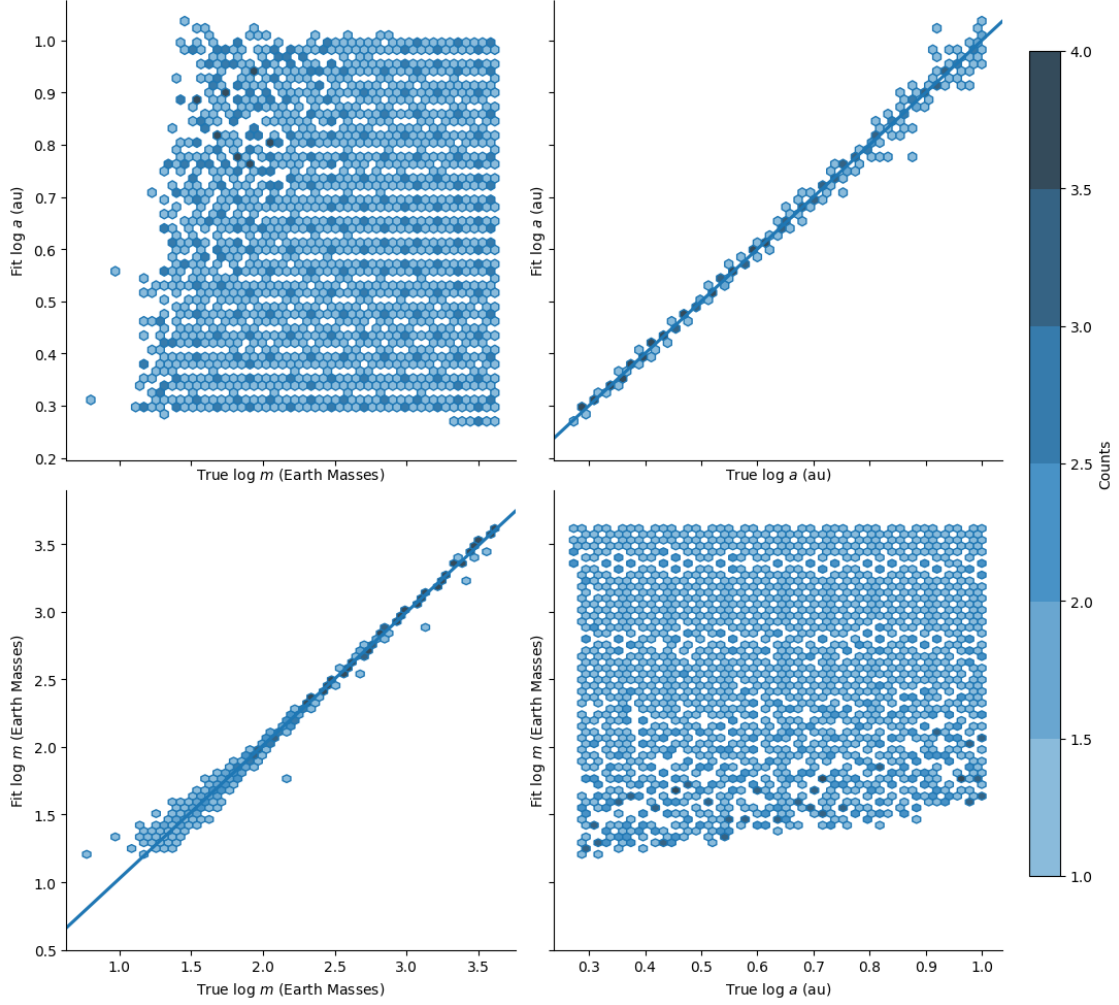 1.0
0.9
0.8
0.7
0.6
0.5
0.4
0.3
0.2
Fit log a (au)
True log m (Earth Masses)
Fit log a (au)
True log a (au)
4.0
3.5
3.0
2.5
2.0
1.5
1.0
Counts
3.5
3.0
2.5
2.0
1.5
1.0
0.5
Fit log m (Earth Masses)
1.0 1.5 2.0 2.5 3.0 3.5
True log m (Earth Masses)
Fit log m (Earth Masses)
0.3 0.4 0.5 0.6 0.7 0.8 0.9 1.0
True log a (au)